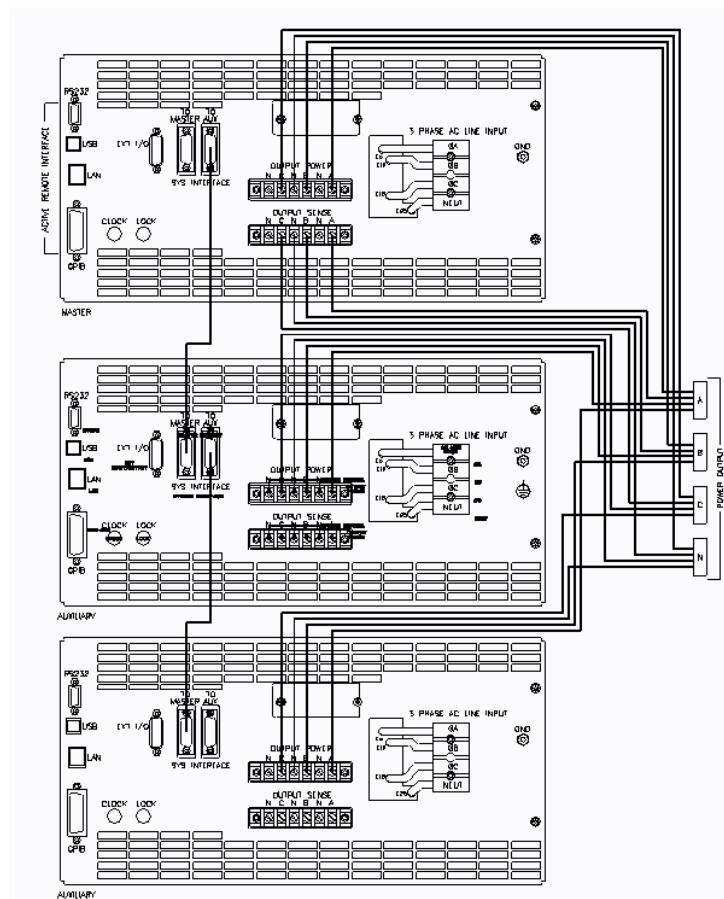 RS232
ACTIVE REMOTE INTERFACE
USB
LAN
GPIB
EXT I/O
TO TO
MASTER AUX
SYS INTERFACE
CLOCK LOCK
OUTPUT POWER
N C N B N A
OUTPUT SENSE
N C N B N A
3 PHASE AC LINE INPUT
ØA
ØB
ØC
GND
MASTER
RS232
USB
LAN
GPIB
EXT I/O
TO TO
MASTER AUX
SYS INTERFACE
CLOCK LOCK
OUTPUT POWER
OUTPUT SENSE
N C N B N A
3 PHASE AC LINE INPUT
ØB
ØC
GND
AUXILIARY
A
B
C
N
POWER OUTPUT
RS232
USB
LAN
GPIB
EXT I/O
TO TO
MASTER AUX
SYS INTERFACE
CLOCK LOCK
OUTPUT POWER
N C N B N A
OUTPUT SENSE
N C N B N A
3 PHASE AC LINE INPUT
ØA
ØB
ØC
GND
AUXILIARY